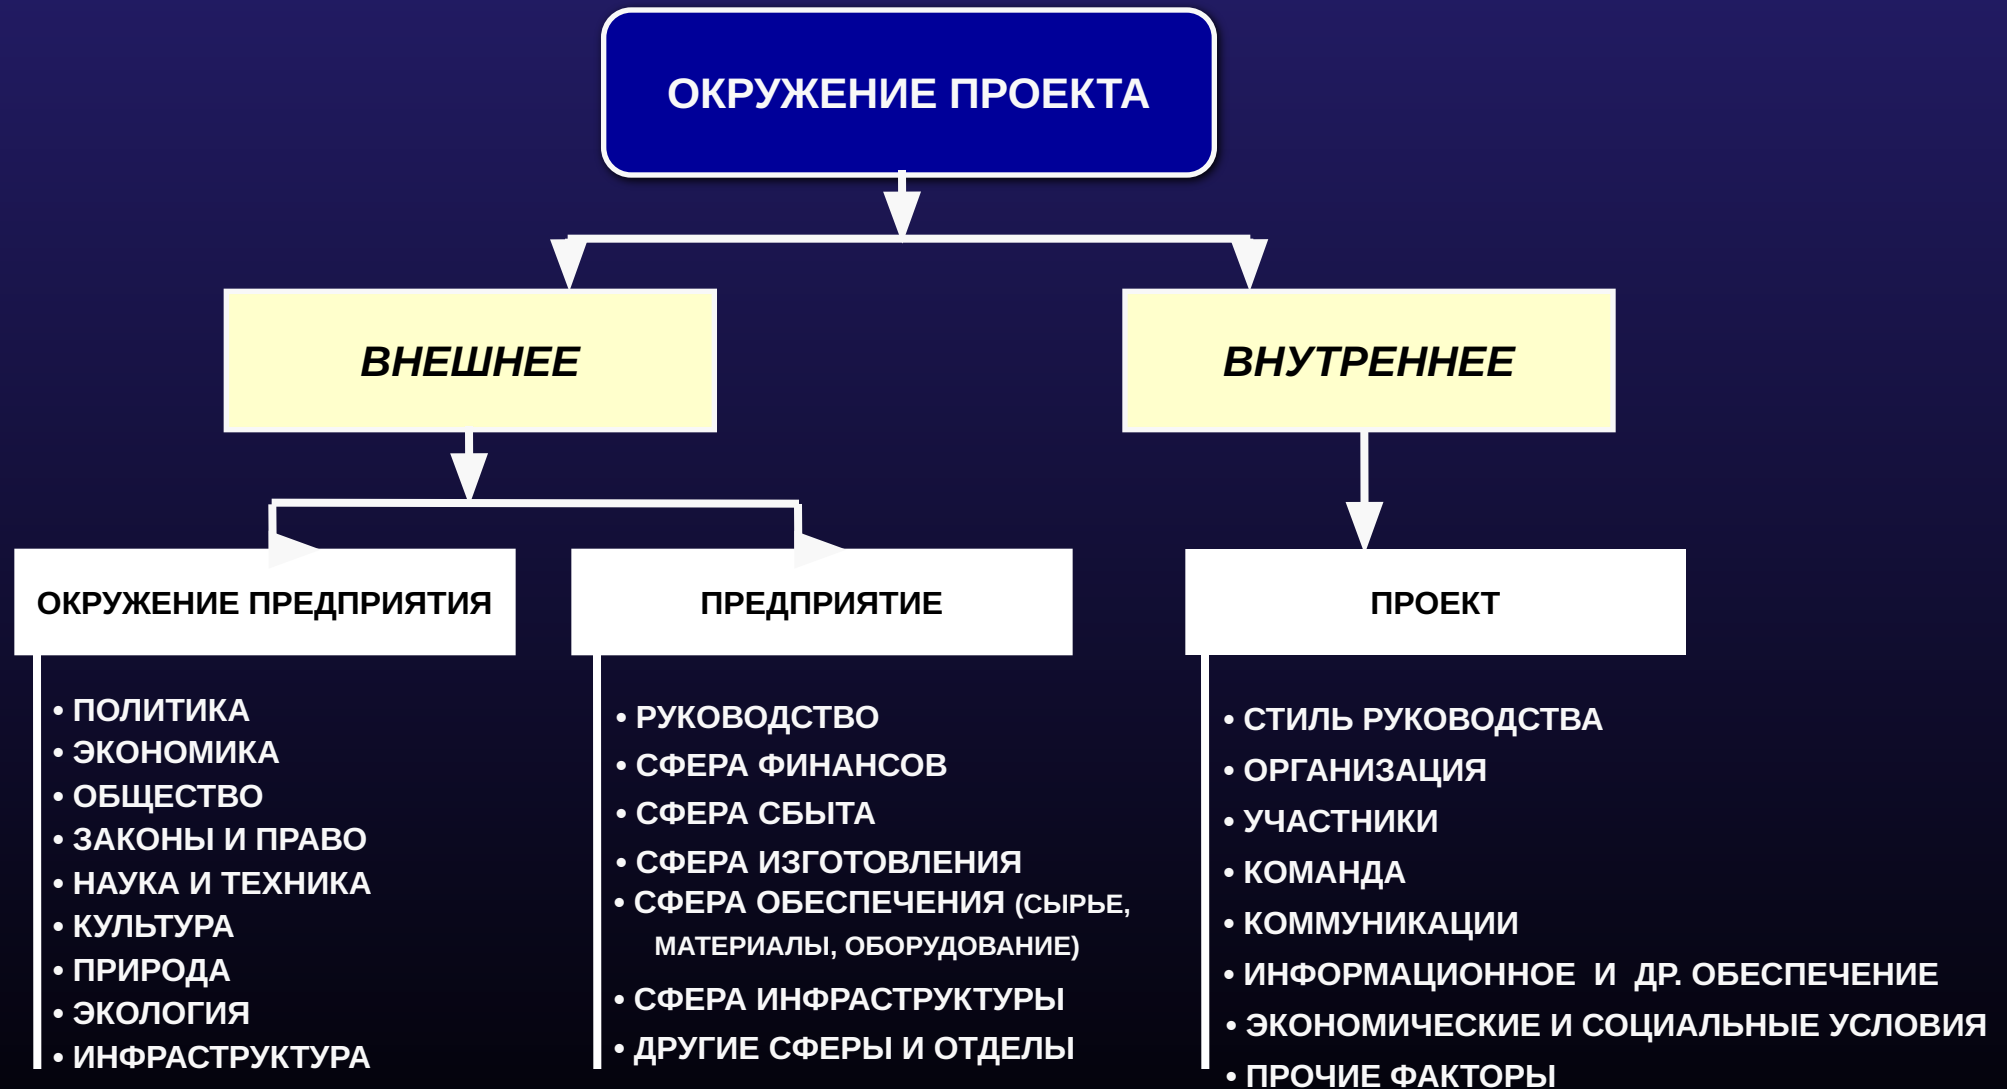 ОКРУЖЕНИЕ ПРОЕКТА
ВНЕШНЕЕ
ВНУТРЕННЕЕ
ОКРУЖЕНИЕ ПРЕДПРИЯТИЯ
• ПОЛИТИКА
• ЭКОНОМИКА
• ОБЩЕСТВО
• ЗАКОНЫ И ПРАВО
• НАУКА И ТЕХНИКА
• КУЛЬТУРА
• ПРИРОДА
• ЭКОЛОГИЯ
• ИНФРАСТРУКТУРА
ПРЕДПРИЯТИЕ
• РУКОВОДСТВО
• СФЕРА ФИНАНСОВ
• СФЕРА СБЫТА
• СФЕРА ИЗГОТОВЛЕНИЯ
• СФЕРА ОБЕСПЕЧЕНИЯ (СЫРЬЕ,
МАТЕРИАЛЫ, ОБОРУДОВАНИЕ)
• СФЕРА ИНФРАСТРУКТУРЫ
• ДРУГИЕ СФЕРЫ И ОТДЕЛЫ
ПРОЕКТ
• СТИЛЬ РУКОВОДСТВА
• ОРГАНИЗАЦИЯ
• УЧАСТНИКИ
• КОМАНДА
• КОММУНИКАЦИИ
• ИНФОРМАЦИОННОЕ И ДР. ОБЕСПЕЧЕНИЕ
• ЭКОНОМИЧЕСКИЕ И СОЦИАЛЬНЫЕ УСЛОВИЯ
• ПРОЧИЕ ФАКТОРЫ